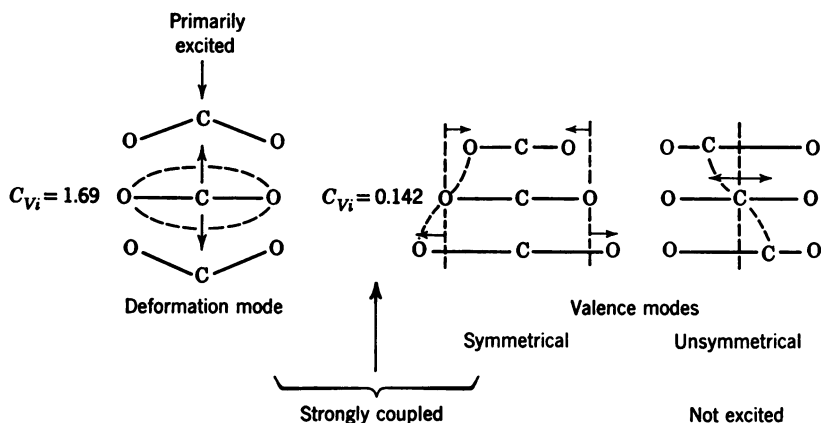 Primarily
excited
C
O O
C_{Vi} = 1.69 O C O
C
O O
Deformation mode
C_{Vi} = 0.142
O C O
O C O
O C O
Symmetrical
Valence modes
O C O
O C O
O C O
Unsymmetrical
Strongly coupled
Not excited